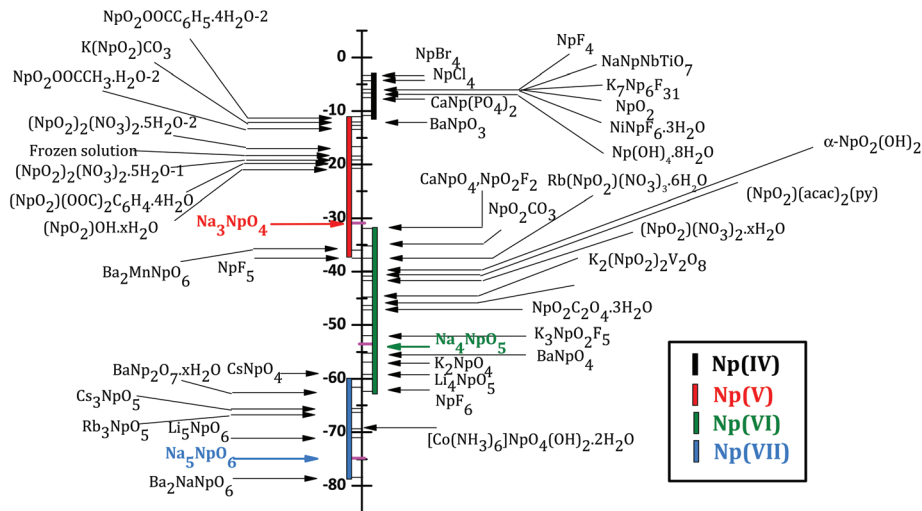 NpO2OOCC6H5.4H2O-2
K(NpO2)CO3
NpO2OOCCH3.H2O-2
(NpO2)2(NO3)2.5H2O-2
Frozen solution
(NpO2)2(NO3)2.5H2O-1
(NpO2)(OOC)2C6H4.4H2O
(NpO2)OH.xH2O
Na3NpO4
Ba2MnNpO6
NpF5
BaNp2O7.xH2O
CsNpO4
Cs3NpO5
Rb3NpO5
Li5NpO6
Na5NpO6
Ba2NaNpO6
0
-10
-20
-30
-40
-50
-60
-70
-80
NpBr4
NpCl4
CaNp(PO4)2
BaNpO3
NpF4
NaNpNbTiO7
K7Np6F31
NpO2
NiNpF6.3H2O
Np(OH)4.8H2O
α-NpO2(OH)2
CaNpO4,NpO2F2
Rb(NpO2)(NO3)3.6H2O
(NpO2)(acac)2(py)
NpO2CO3
(NpO2)(NO3)2.xH2O
K2(NpO2)2V2O8
NpO2C2O4.3H2O
K3NpO2F5
Na4NpO5
BaNpO4
K2NpO4
Li4NpO5
NpF6
[Co(NH3)6]NpO4(OH)2.2H2O
Np(IV)
Np(V)
Np(VI)
Np(VII)